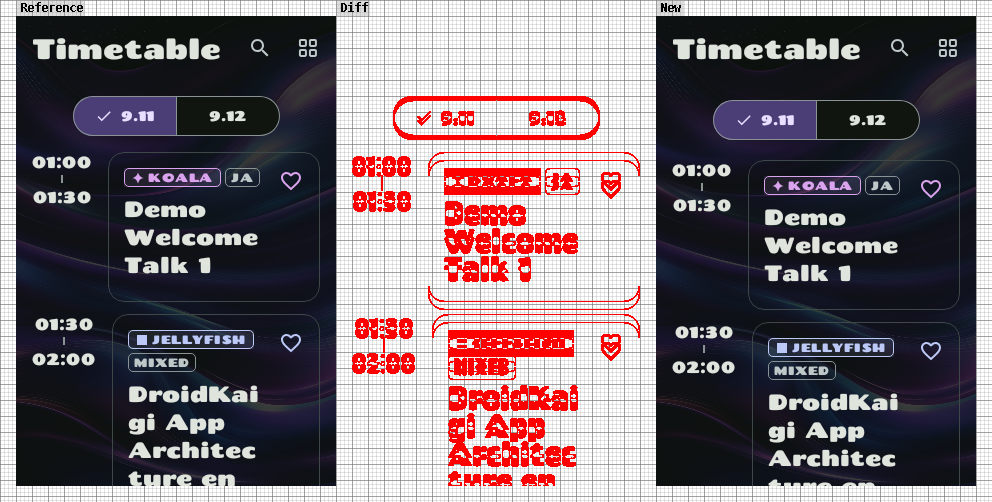 Reference
Timetable
9.11
9.12
01:00
01:30
KOALA
JA
Demo
Welcome
Talk 1
01:30
02:00
JELLYFISH
MIXED
DroidKai
gi App
Architec
ture en
Diff
9.11
01:00
01:30
Demo
Welcome
Talk 1
01:30
02:00
MIXED
DroidKai
gi App
Architec
ture en
New
Timetable
9.11
9.12
01:00
01:30
KOALA
JA
Demo
Welcome
Talk 1
01:30
02:00
JELLYFISH
MIXED
DroidKai
gi App
Architec
ture en